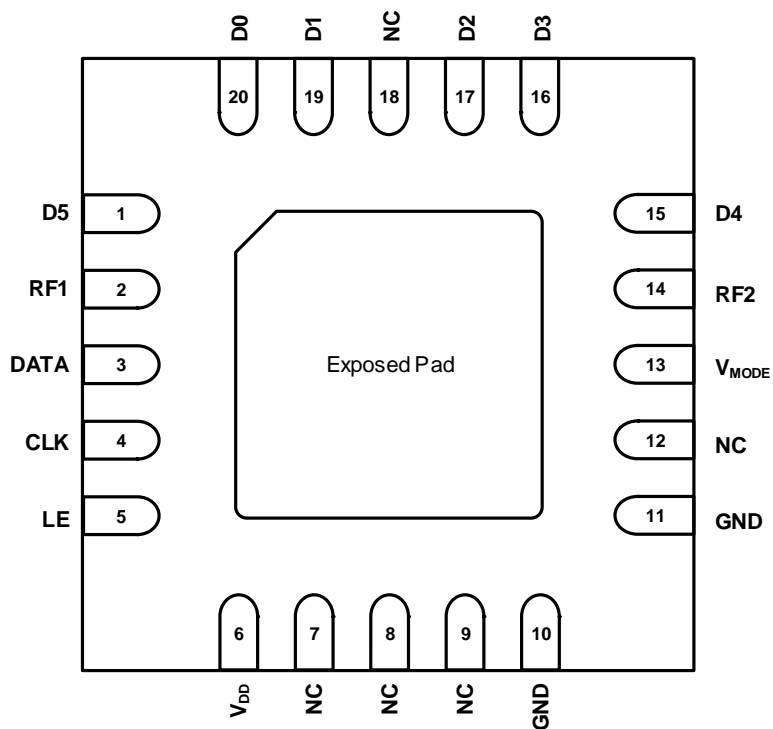 D0 D1 NC D2 D3
20 19 18 17 16
D5 1 15 D4
RF1 2 14 RF2
DATA 3 Exposed Pad 13 VMODE
CLK 4 12 NC
LE 5 11 GND
6 7 8 9 10
VDD NC NC NC GND